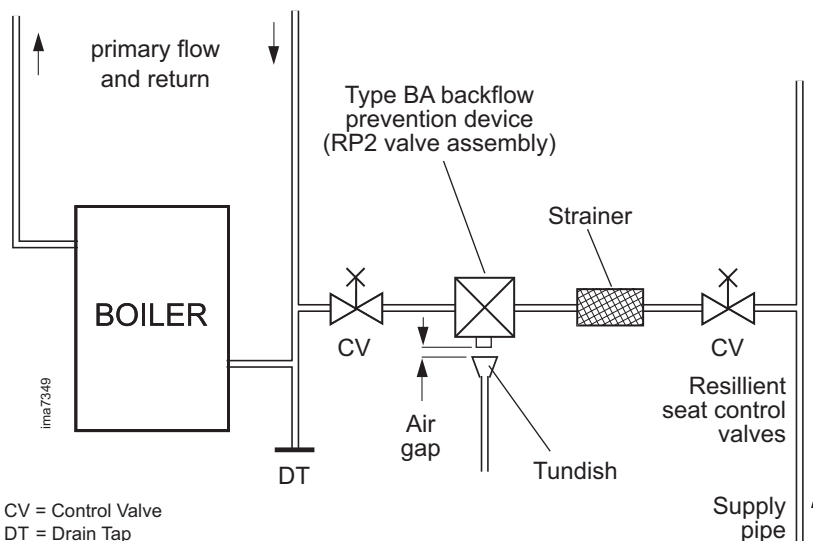 primary flow
and return
Type BA backflow
prevention device
(RP2 valve assembly)
Strainer
BOILER
CV
CV
ima7349
Air
gap
Resillient
seat control
valves
Tundish
DT
Supply
pipe
CV = Control Valve
DT = Drain Tap